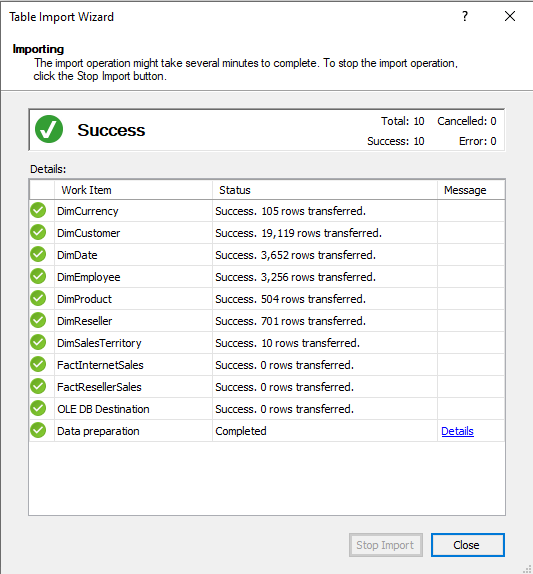 Table Import Wizard
?
Importing
The import operation might take several minutes to complete. To stop the import operation,
click the Stop Import button.
Success
Total: 10 Cancelled: 0
Success: 10 Error: 0
Details:
Work Item Status Message
DimCurrency Success. 105 rows transferred.
DimCustomer Success. 19,119 rows transferred.
DimDate Success. 3,652 rows transferred.
DimEmployee Success. 3,256 rows transferred.
DimProduct Success. 504 rows transferred.
DimReseller Success. 701 rows transferred.
DimSalesTerritory Success. 10 rows transferred.
FactInternetSales Success. 0 rows transferred.
FactResellerSales Success. 0 rows transferred.
OLE DB Destination Success. 0 rows transferred.
Data preparation Completed Details
Stop Import Close